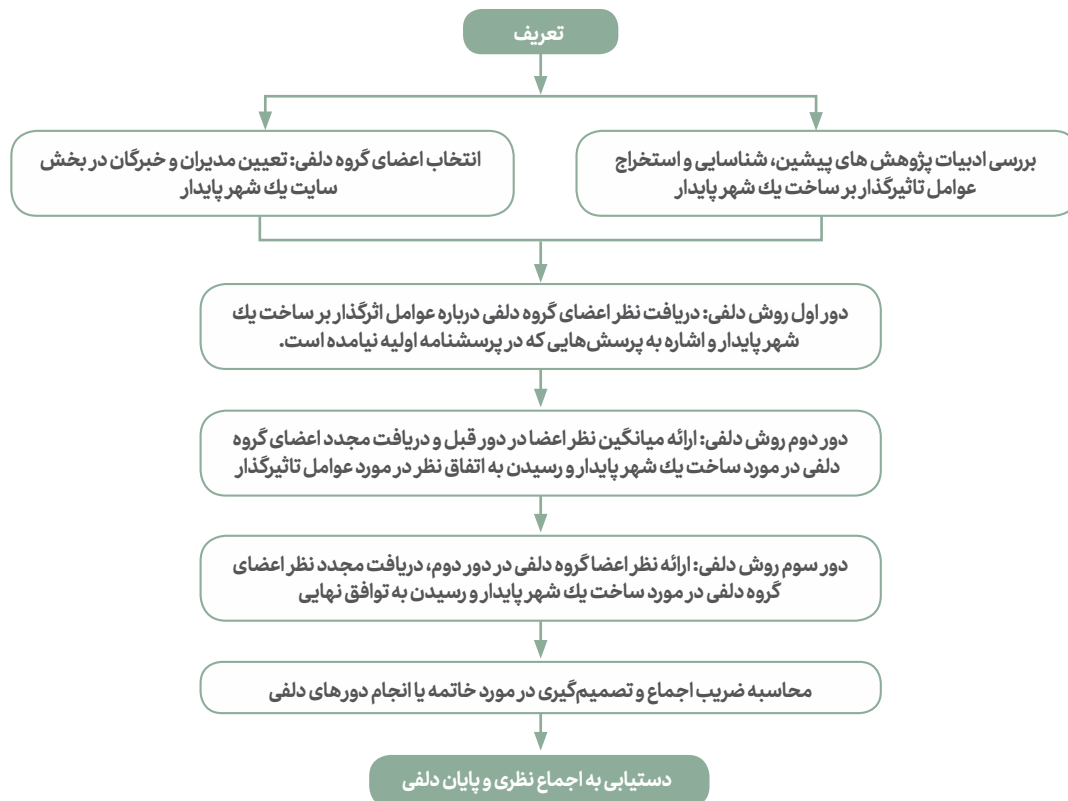 تعریف
بررسی ادبیات پژوهش های پیشین، شناسایی و استخراج
عوامل تاثیرگذار بر ساخت یك شهر پایدار
انتخاب اعضای گروه دلفی: تعیین مدیران و خبرگان در بخش
سایت یك شهر پایدار
دور اول روش دلفی: دریافت نظر اعضای گروه دلفی درباره عوامل اثرگذار بر ساخت یك
شهر پایدار و اشاره به پرسش‌هایی که در پرسشنامه اولیه نیامده است.
دور دوم روش دلفی: ارائه میانگین نظر اعضا در دور قبل و دریافت مجدد اعضای گروه
دلفی در مورد ساخت یك شهر پایدار و رسیدن به اتفاق نظر در مورد عوامل تاثیرگذار
دور سوم روش دلفی: ارائه نظر اعضا گروه دلفی در دور دوم، دریافت مجدد نظر اعضای
گروه دلفی در مورد ساخت یك شهر پایدار و رسیدن به توافق نهایی
محاسبه ضریب اجماع و تصمیم‌گیری در مورد خاتمه یا انجام دورهای دلفی
دستیابی به اجماع نظری و پایان دلفی